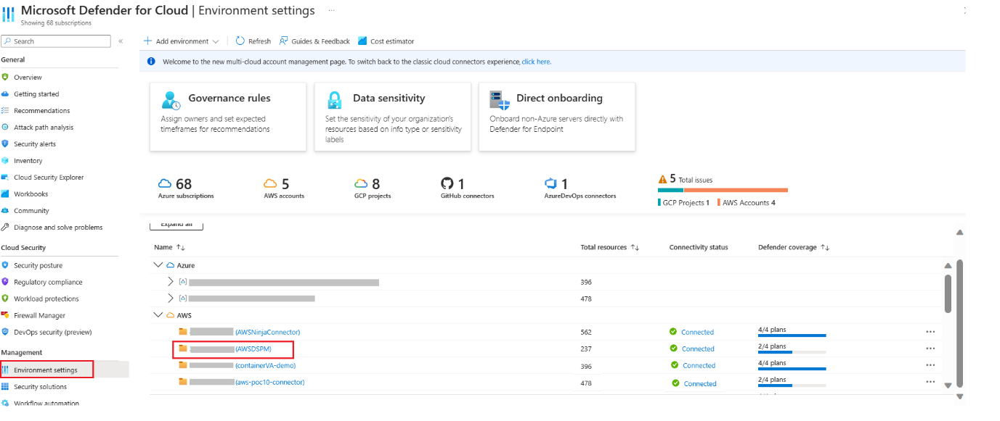 Microsoft Defender for Cloud | Environment settings ...
Showing 68 subscriptions
Search
«
Add environment
Refresh
Guides & Feedback
Cost estimator
General
Overview
Getting started
Recommendations
Attack path analysis
Security alerts
Inventory
Cloud Security Explorer
Workbooks
Community
Diagnose and solve problems
Cloud Security
Security posture
Regulatory compliance
Workload protections
Firewall Manager
DevOps security (preview)
Management
Environment settings
Security solutions
Workflow automation
Welcome to the new multi-cloud account management page. To switch back to the classic cloud connectors experience, click here.
Governance rules
Assign owners and set expected
timeframes for recommendations
Data sensitivity
Set the sensitivity of your organization's
resources based on info type or sensitivity
labels
Direct onboarding
Onboard non-Azure servers directly with
Defender for Endpoint
68
Azure subscriptions
5
AWS accounts
8
GCP projects
1
GitHub connectors
1
AzureDevOps connectors
5 Total issues
GCP Projects 1 AWS Accounts 4
Expand all
Name ↑↓ Total resources ↑↓ Connectivity status Defender coverage ↑↓
Azure
396
478
AWS
(AWSNinjaConnector) 562 Connected 4/4 plans ...
(AWSDSPM) 237 Connected 2/4 plans ...
(containerVA-demo) 396 Connected 4/4 plans ...
(aws-poc10-connector) 478 Connected 2/4 plans ...